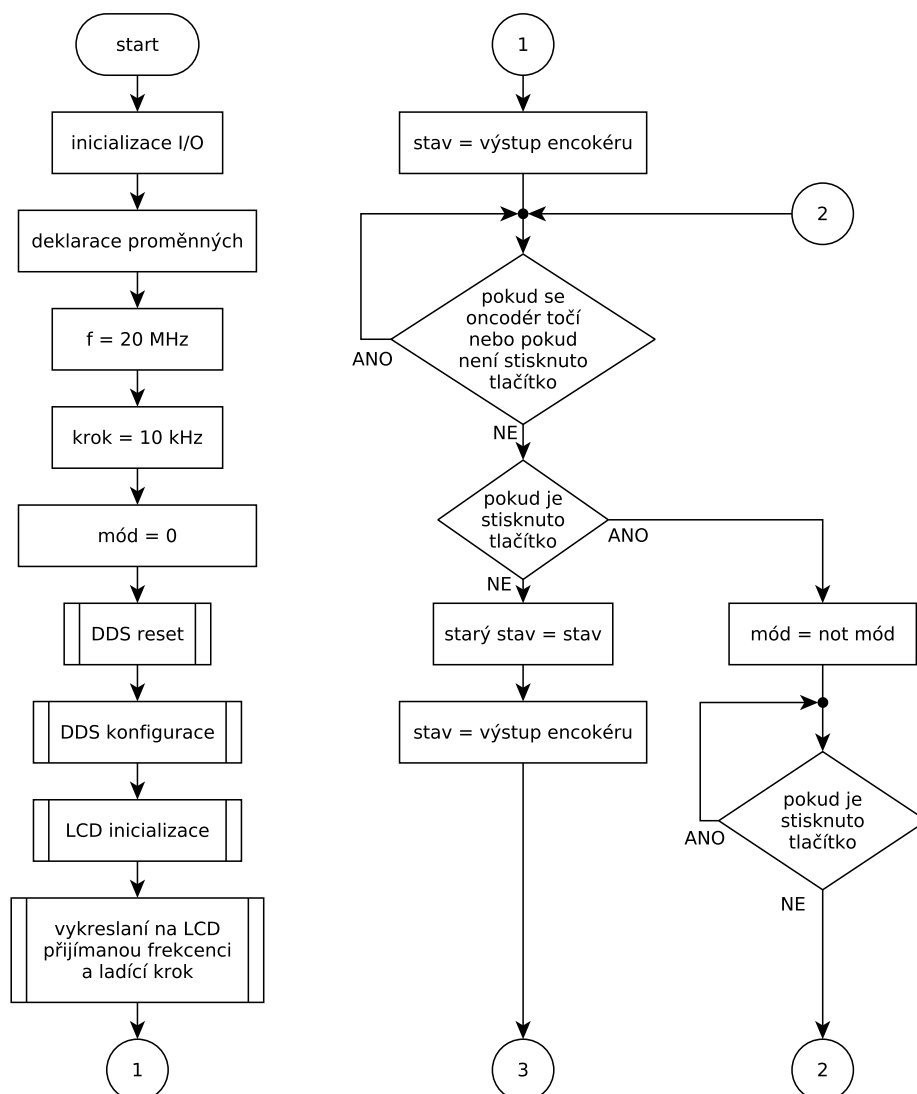 start
inicializace I/O
deklarace proměnných
f = 20 MHz
krok = 10 kHz
mód = 0
DDS reset
DDS konfigurace
LCD inicializace
vykreslaní na LCD
přijímanou frekcenci
a ladící krok
1
1
stav = výstup encokéru
2
pokud se
oncodér točí
nebo pokud
není stisknuto
tlačítko
ANO
NE
pokud je
stisknuto
tlačítko
ANO
NE
starý stav = stav
stav = výstup encokéru
3
mód = not mód
pokud je
stisknuto
tlačítko
ANO
NE
2